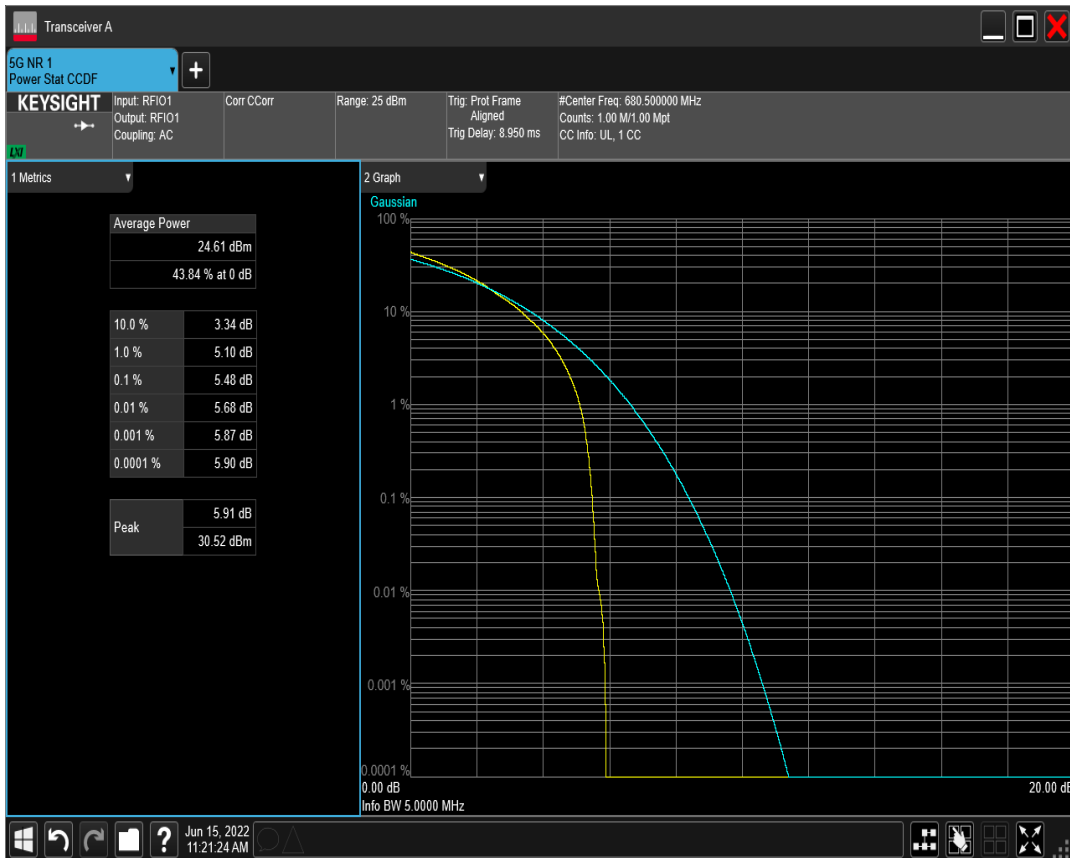 Transceiver A
5G NR 1
Power Stat CCDF
+
KEYSIGHT
LXI
Input: RFIO1
Output: RFIO1
Coupling: AC
Corr CCorr
Range: 25 dBm
Trig: Prot Frame
Aligned
Trig Delay: 8.950 ms
#Center Freq: 680.500000 MHz
Counts: 1.00 M/1.00 Mpt
CC Info: UL, 1 CC
1 Metrics
Average Power
24.61 dBm
43.84 % at 0 dB
10.0 % 3.34 dB
1.0 % 5.10 dB
0.1 % 5.48 dB
0.01 % 5.68 dB
0.001 % 5.87 dB
0.0001 % 5.90 dB
Peak
5.91 dB
30.52 dBm
2 Graph
Gaussian
100 %
10 %
1 %
0.1 %
0.01 %
0.001 %
0.0001 %
0.00 dB 20.00 dB
Info BW 5.0000 MHz
?
Jun 15, 2022
11:21:24 AM